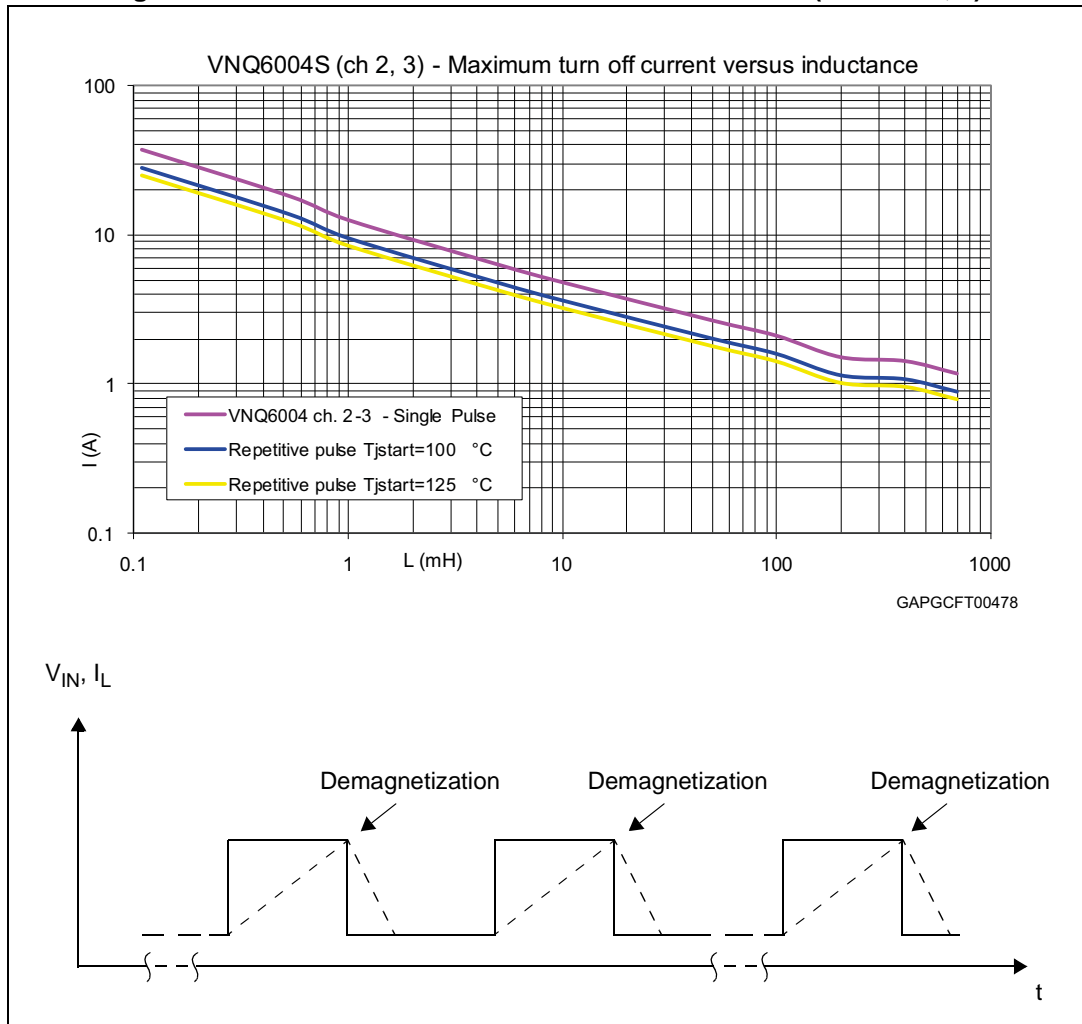 VNQ6004S (ch 2, 3) - Maximum turn off current versus inductance
100
10
1
0.1
I (A)
VNQ6004 ch. 2-3 - Single Pulse
Repetitive pulse Tjstart=100 °C
Repetitive pulse Tjstart=125 °C
0.1
1
L (mH)
10
100
1000
GAPGCFT00478
VIN, IL
Demagnetization
Demagnetization
Demagnetization
t